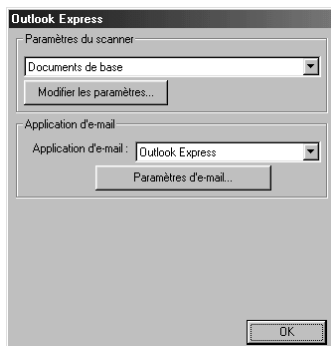 Outlook Express
Paramètres du scanner
Documents de base
Modifier les paramètres...
Application d'e-mail
Application d'e-mail : Outlook Express
Paramètres d'e-mail...
OK